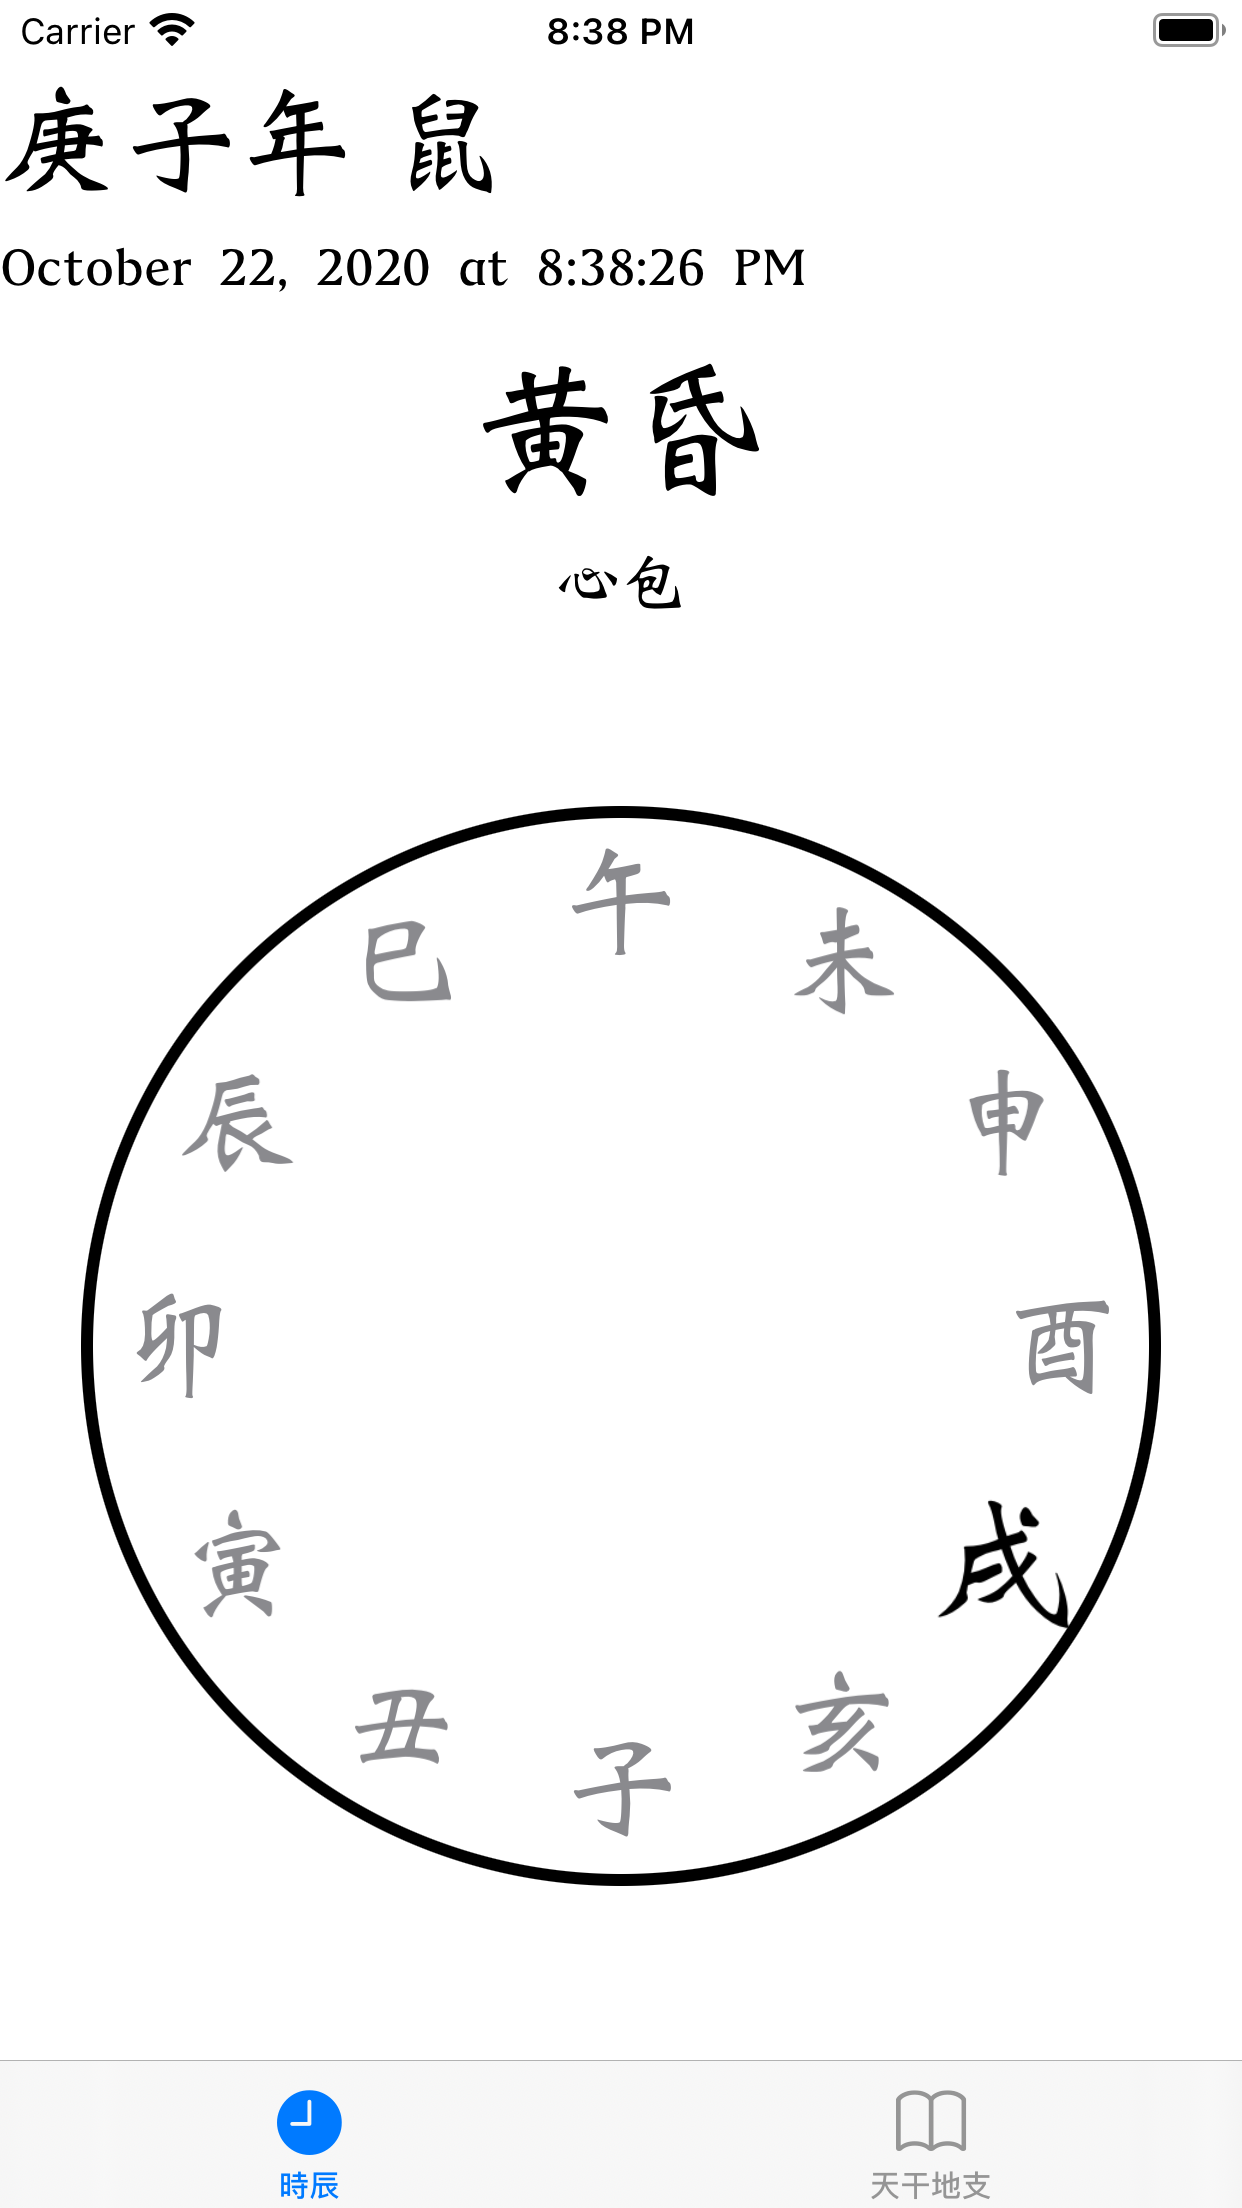 Carrier 8:38 PM
庚子年 鼠
October 22, 2020 at 8:38:26 PM
黄昏
心包
午
巳 未
辰 申
卯 酉
寅 戌
丑 亥
子
時辰 天干地支